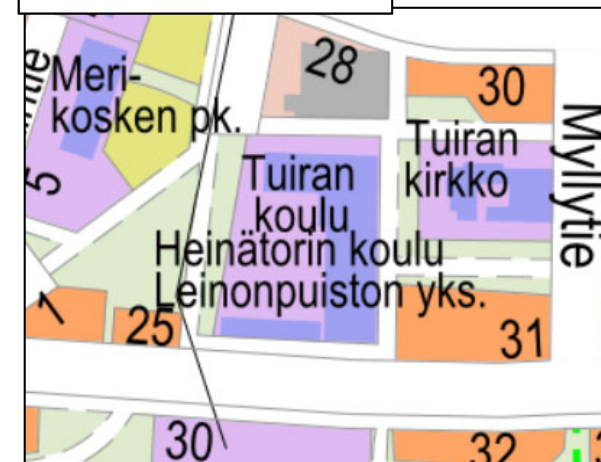 28
30
Meri-
kosken pk.
Tuiran
kirkko
Myllytie
5
Tuiran
koulu
Heinätorin koulu
Leinonpuiston yks.
25
31
30
32